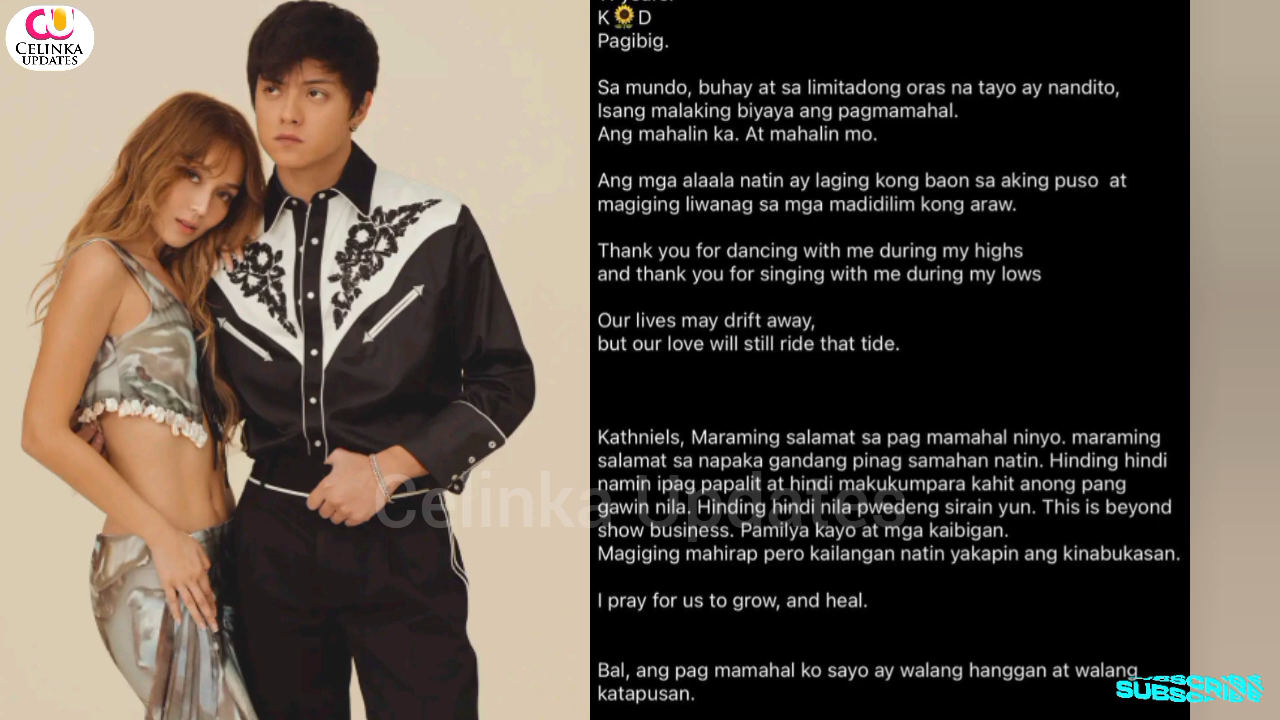 CU
CELINKA
UPDATES
K🌻D
Pagibig.
Sa mundo, buhay at sa limitadong oras na tayo ay nandito,
Isang malaking biyaya ang pagmamahal.
Ang mahalin ka. At mahalin mo.
Ang mga alaala natin ay laging kong baon sa aking puso at
magiging liwanag sa mga madidilim kong araw.
Thank you for dancing with me during my highs
and thank you for singing with me during my lows
Our lives may drift away,
but our love will still ride that tide.
Kathniels, Maraming salamat sa pag mamahal ninyo. maraming
salamat sa napaka gandang pinag samahan natin. Hinding hindi
namin ipag papalit at hindi makukumpara kahit anong pang
gawin nila. Hinding hindi nila pwedeng sirain yun. This is beyond
show business. Pamilya kayo at mga kaibigan.
Magiging mahirap pero kailangan natin yakapin ang kinabukasan.
I pray for us to grow, and heal.
Bal, ang pag mamahal ko sayo ay walang hanggan at walang
katapusan.
Celinka Updates
SUBSCRIBE